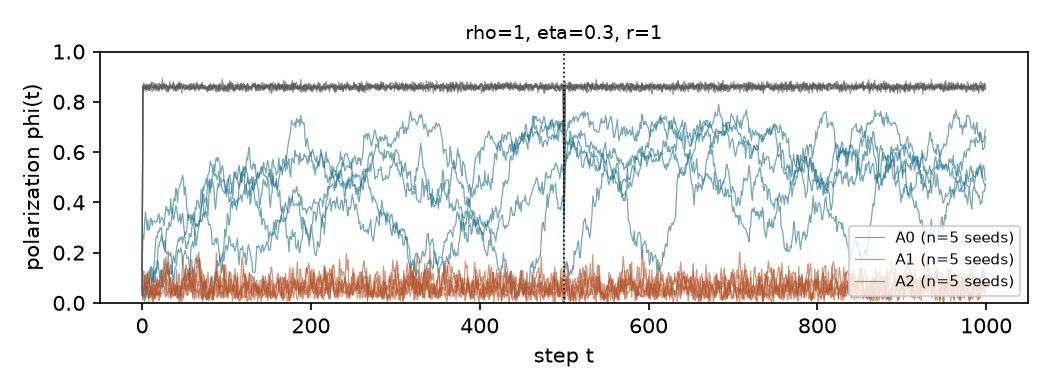 rho=1, eta=0.3, r=1
polarization phi(t)
1.0
0.8
0.6
0.4
0.2
0.0
A0 (n=5 seeds)
A1 (n=5 seeds)
A2 (n=5 seeds)
0 200 400 600 800 1000
step t